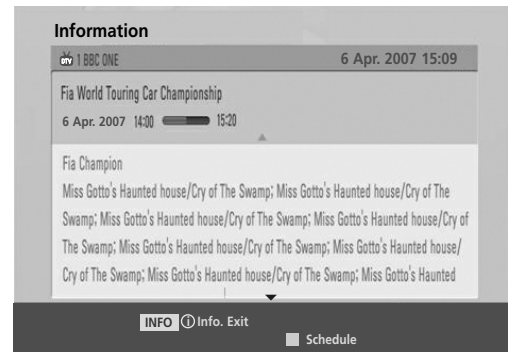 Information
DTV 1 BBC ONE 6 Apr. 2007 15:09
Fia World Touring Car Championship
6 Apr. 2007 14:00 15:20
Fia Champion
Miss Gotto's Haunted house/Cry of The Swamp; Miss Gotto's Haunted house/Cry of The
Swamp; Miss Gotto's Haunted house/Cry of The Swamp; Miss Gotto's Haunted house/Cry of
The Swamp; Miss Gotto's Haunted house/Cry of The Swamp; Miss Gotto's Haunted house/
Cry of The Swamp; Miss Gotto's Haunted house/Cry of The Swamp; Miss Gotto's Haunted
INFO ⓘ Info. Exit
Schedule